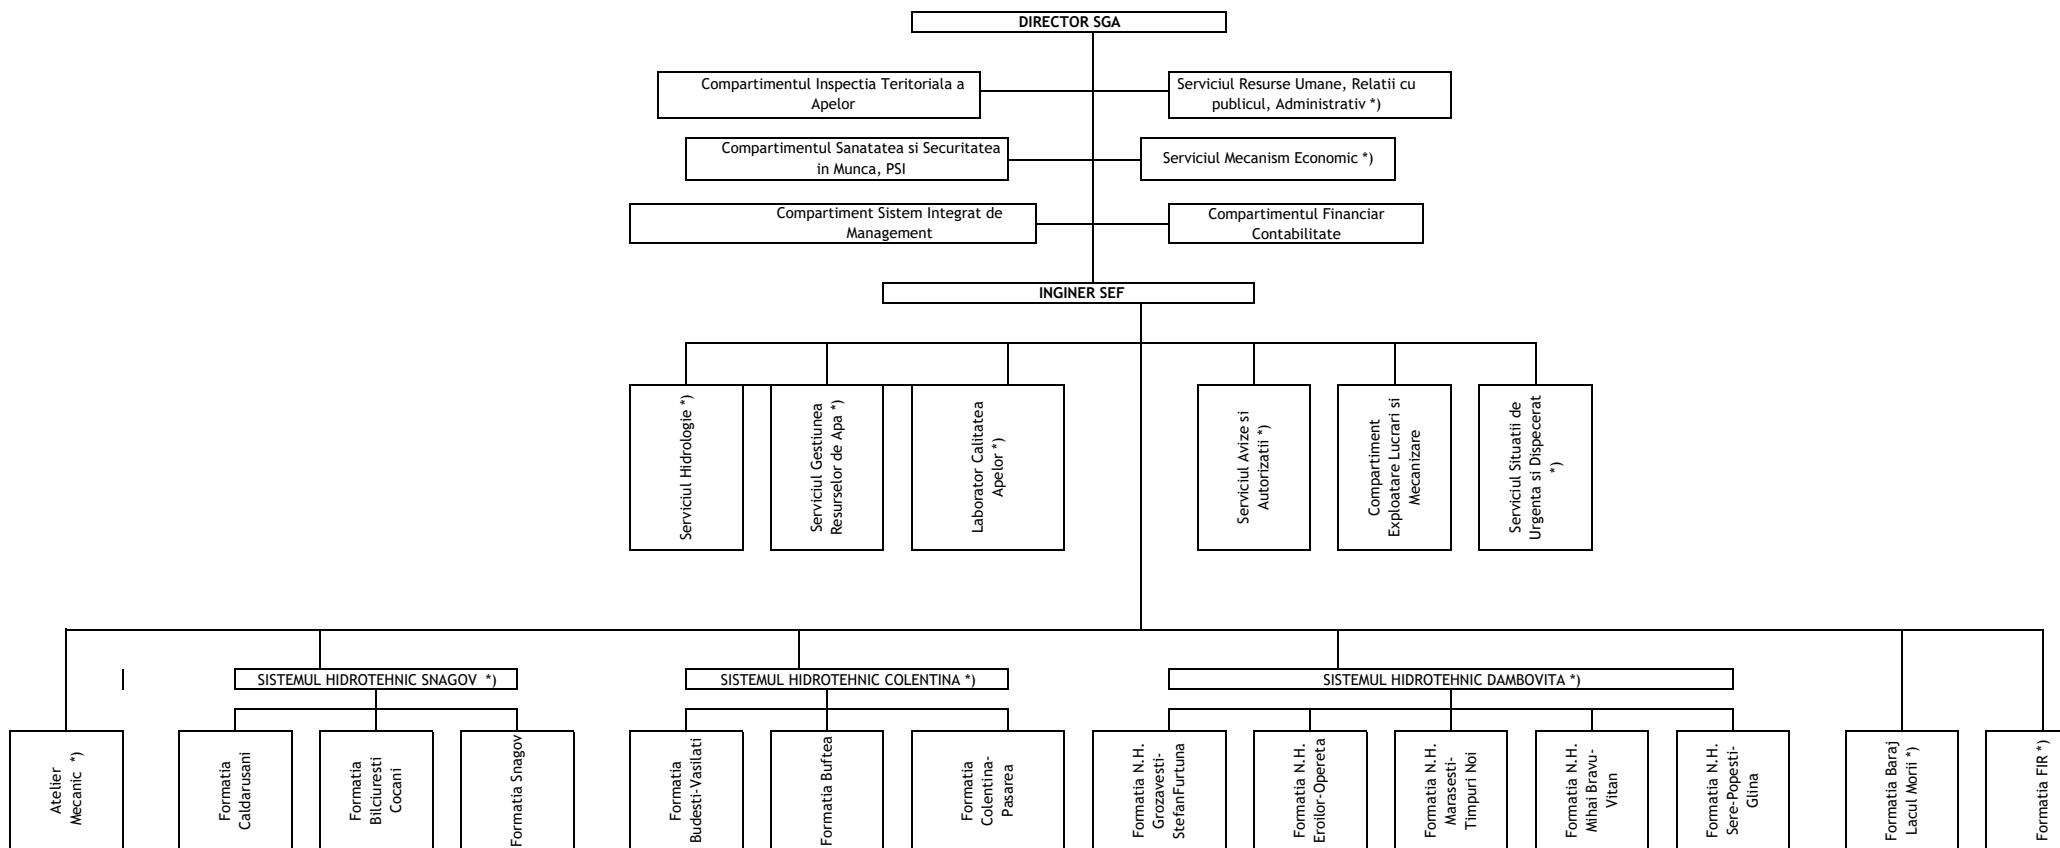 DIRECTOR SGA
Compartimentul Inspectia Teritoriala a
Apelor
Serviciul Resurse Umane, Relatii cu
publicul, Administrativ *)
Compartimentul Sanatatea si Securitatea
in Munca, PSI
Serviciul Mecanism Economic *)
Compartiment Sistem Integrat de
Management
Compartimentul Financiar
Contabilitate
INGINER SEF
Serviciul Hidrologie *)
Serviciul Gestiunea
Resurselor de Apa *)
Laborator Calitatea
Apelor *)
Serviciul Avize si
Autorizatii *)
Compartiment
Exploatare Lucrari si
Mecanizare
Serviciul Situatii de
Urgenta si Dispecerat
*)
SISTEMUL HIDROTEHNIC SNAGOV *)
SISTEMUL HIDROTEHNIC COLENTINA *)
SISTEMUL HIDROTEHNIC DAMBOVITA *)
Atelier
Mecanic *)
Formatia
Caldarusani
Formatia
Bilciuresti
Cocani
Formatia Snagov
Formatia
Budesti-Vasilati
Formatia Buftea
Formatia
Colentina-
Pasarea
Formatia N.H.
Grozavesti-
StefanFurtuna
Formatia N.H.
Eroilor-Opereta
Formatia N.H.
Marasesti-
Timpuri Noi
Formatia N.H.
Mihai Bravu-
Vitan
Formatia N.H.
Sere-Popesti-
Glina
Formatia Baraj
Lacul Morii *)
Formatia FIR *)